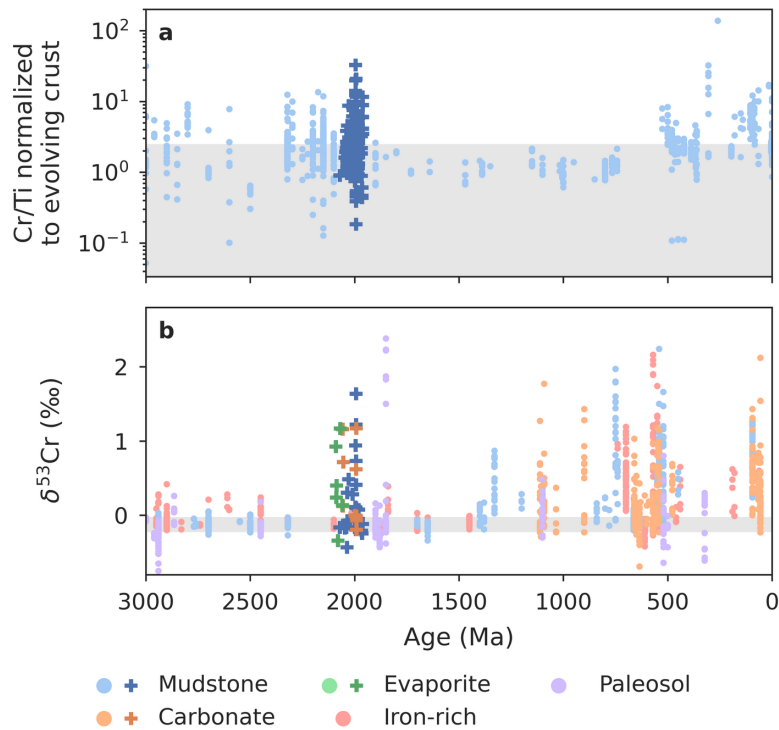 a
Cr/Ti normalized
to evolving crust
10²
10¹
10⁰
10⁻¹
b
δ⁵³Cr (‰)
2
1
0
3000 2500 2000 1500 1000 500 0
Age (Ma)
Mudstone Evaporite Paleosol
Carbonate Iron-rich